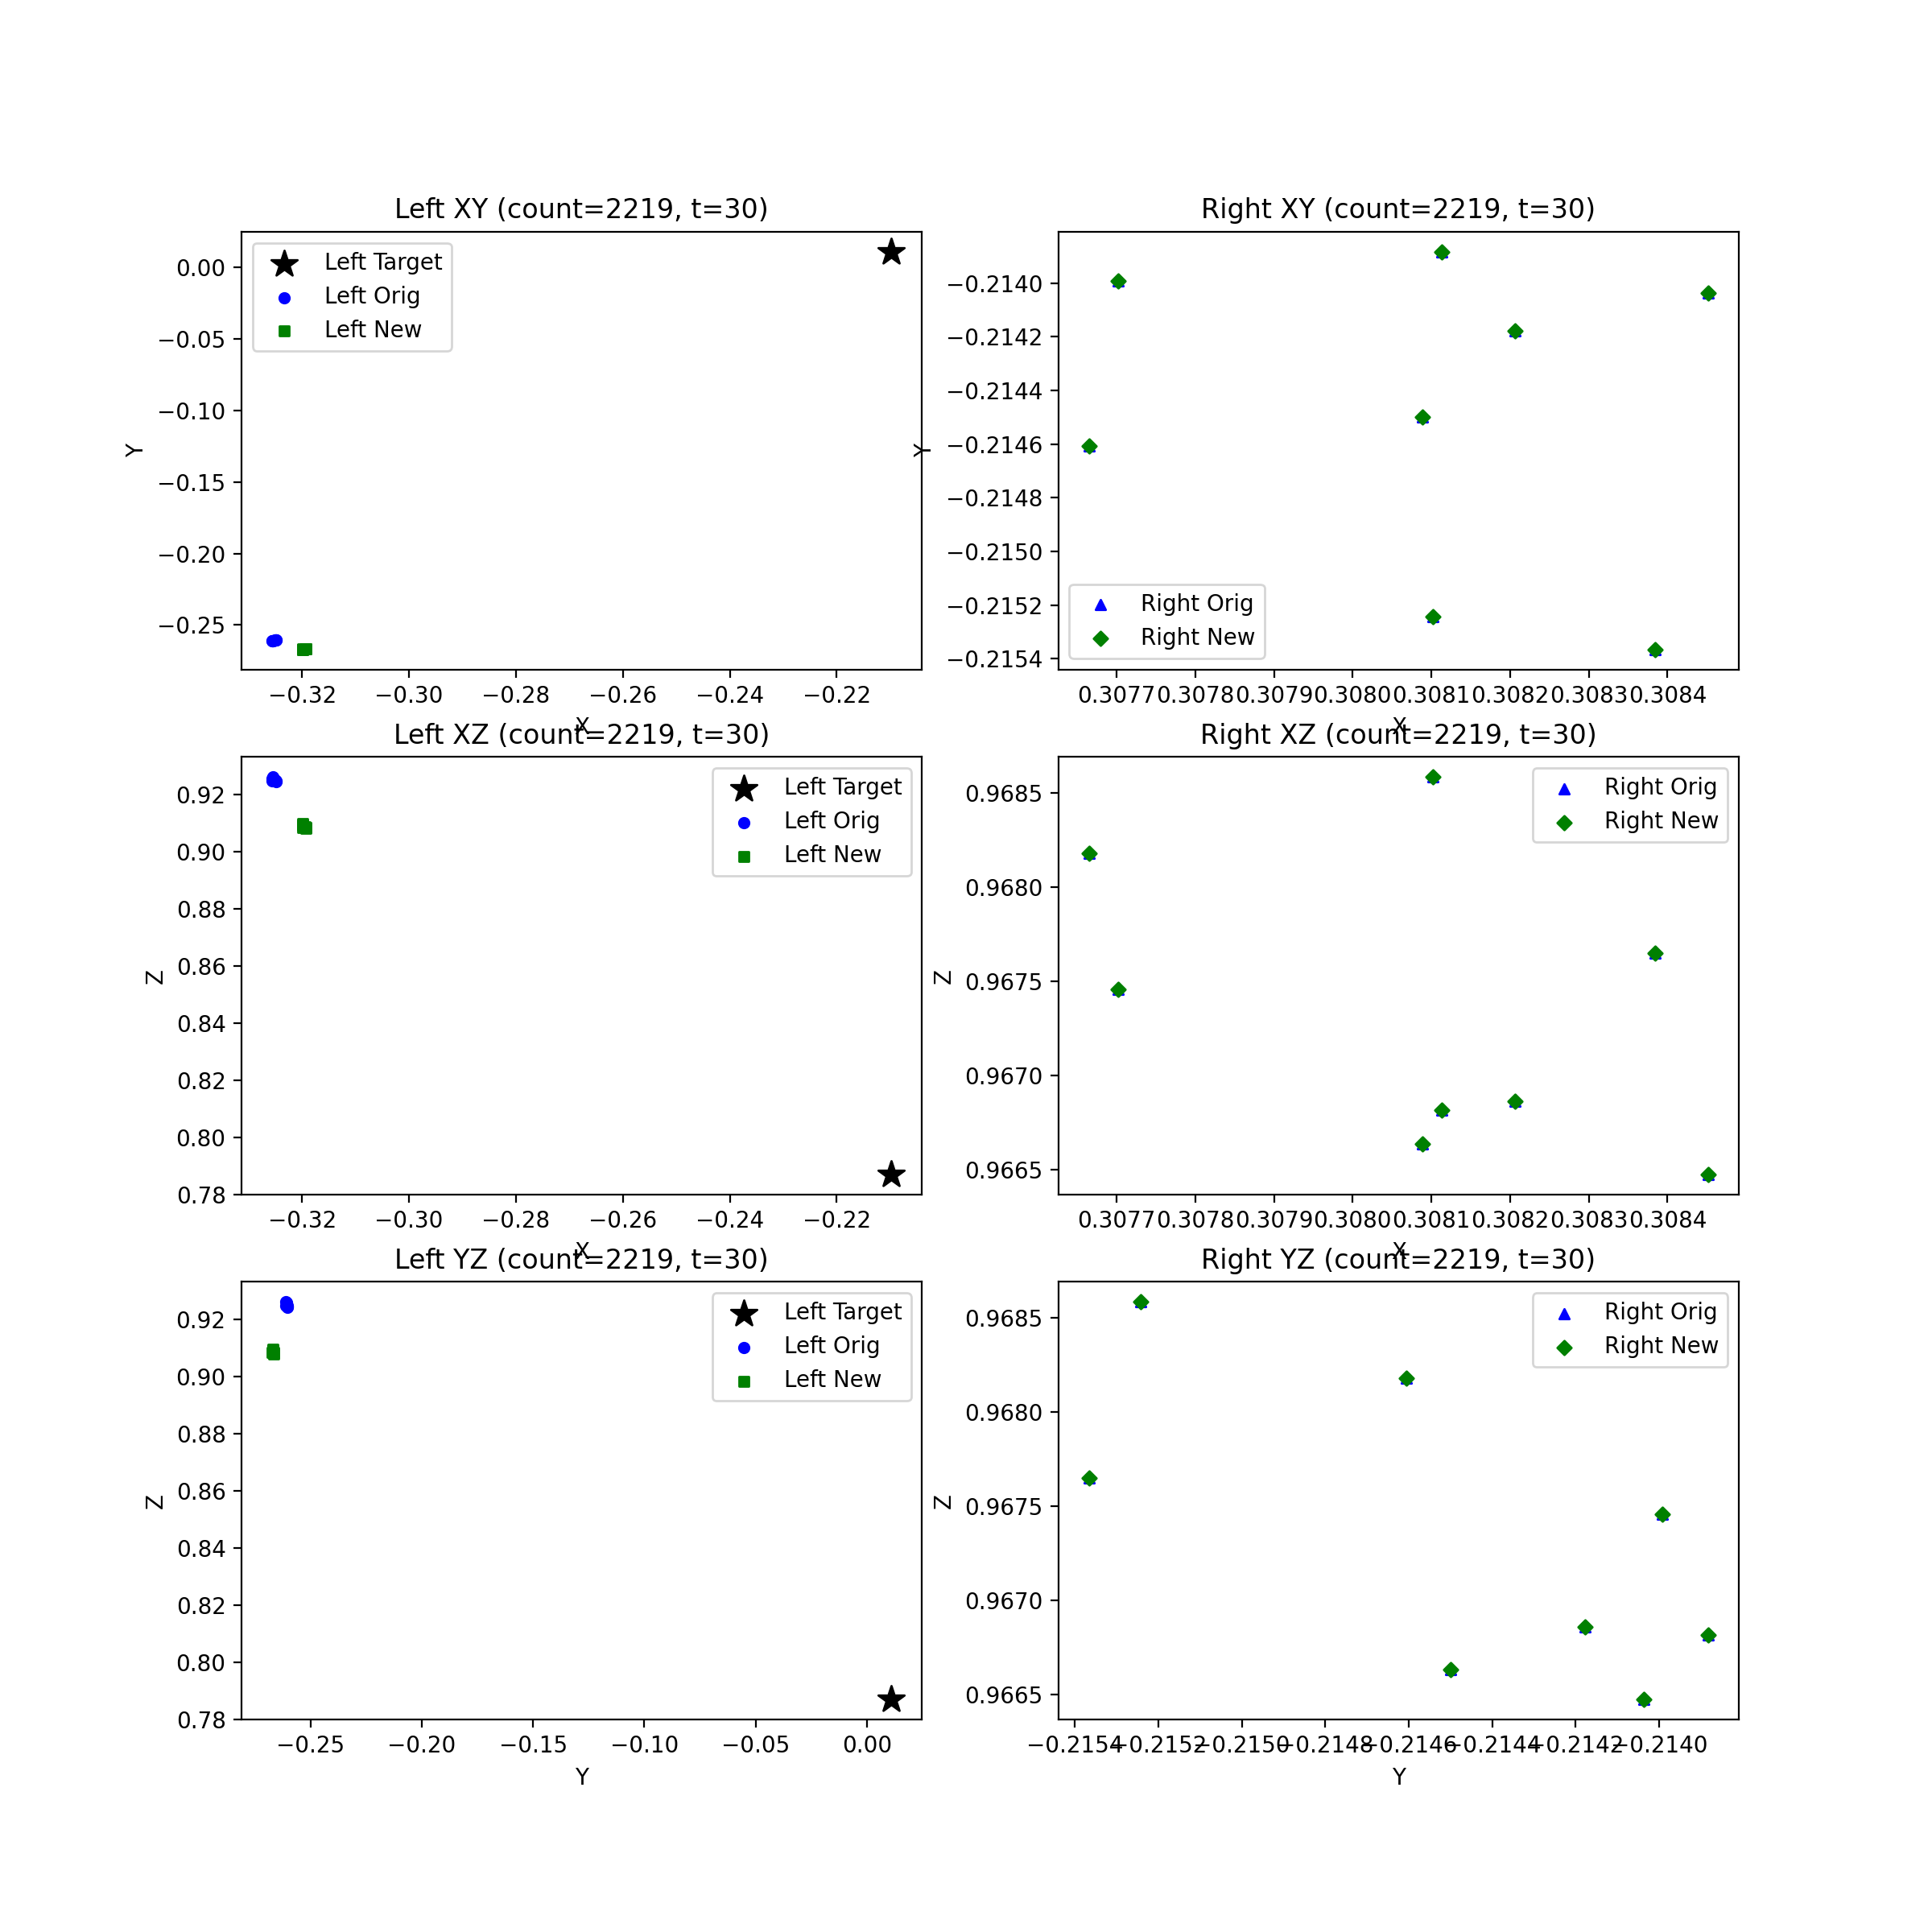 Left XY (count=2219, t=30)
Left Target
Left Orig
Left New
0.00
−0.05
−0.10
−0.15
−0.20
−0.25
Y
−0.32 −0.30 −0.28 −0.26 −0.24 −0.22
X
Right XY (count=2219, t=30)
−0.2140
−0.2142
−0.2144
−0.2146
−0.2148
−0.2150
−0.2152
−0.2154
Y
Right Orig
Right New
0.3077 0.3078 0.3079 0.3080 0.3081 0.3082 0.3083 0.3084
X
Left XZ (count=2219, t=30)
Left Target
Left Orig
Left New
0.92
0.90
0.88
0.86
0.84
0.82
0.80
0.78
Z
−0.32 −0.30 −0.28 −0.26 −0.24 −0.22
X
Right XZ (count=2219, t=30)
Right Orig
Right New
0.9685
0.9680
0.9675
0.9670
0.9665
Z
0.3077 0.3078 0.3079 0.3080 0.3081 0.3082 0.3083 0.3084
X
Left YZ (count=2219, t=30)
Left Target
Left Orig
Left New
0.92
0.90
0.88
0.86
0.84
0.82
0.80
0.78
Z
−0.25 −0.20 −0.15 −0.10 −0.05 0.00
Y
Right YZ (count=2219, t=30)
Right Orig
Right New
0.9685
0.9680
0.9675
0.9670
0.9665
Z
−0.2154 −0.2152 −0.2150 −0.2148 −0.2146 −0.2144 −0.2142 −0.2140
Y